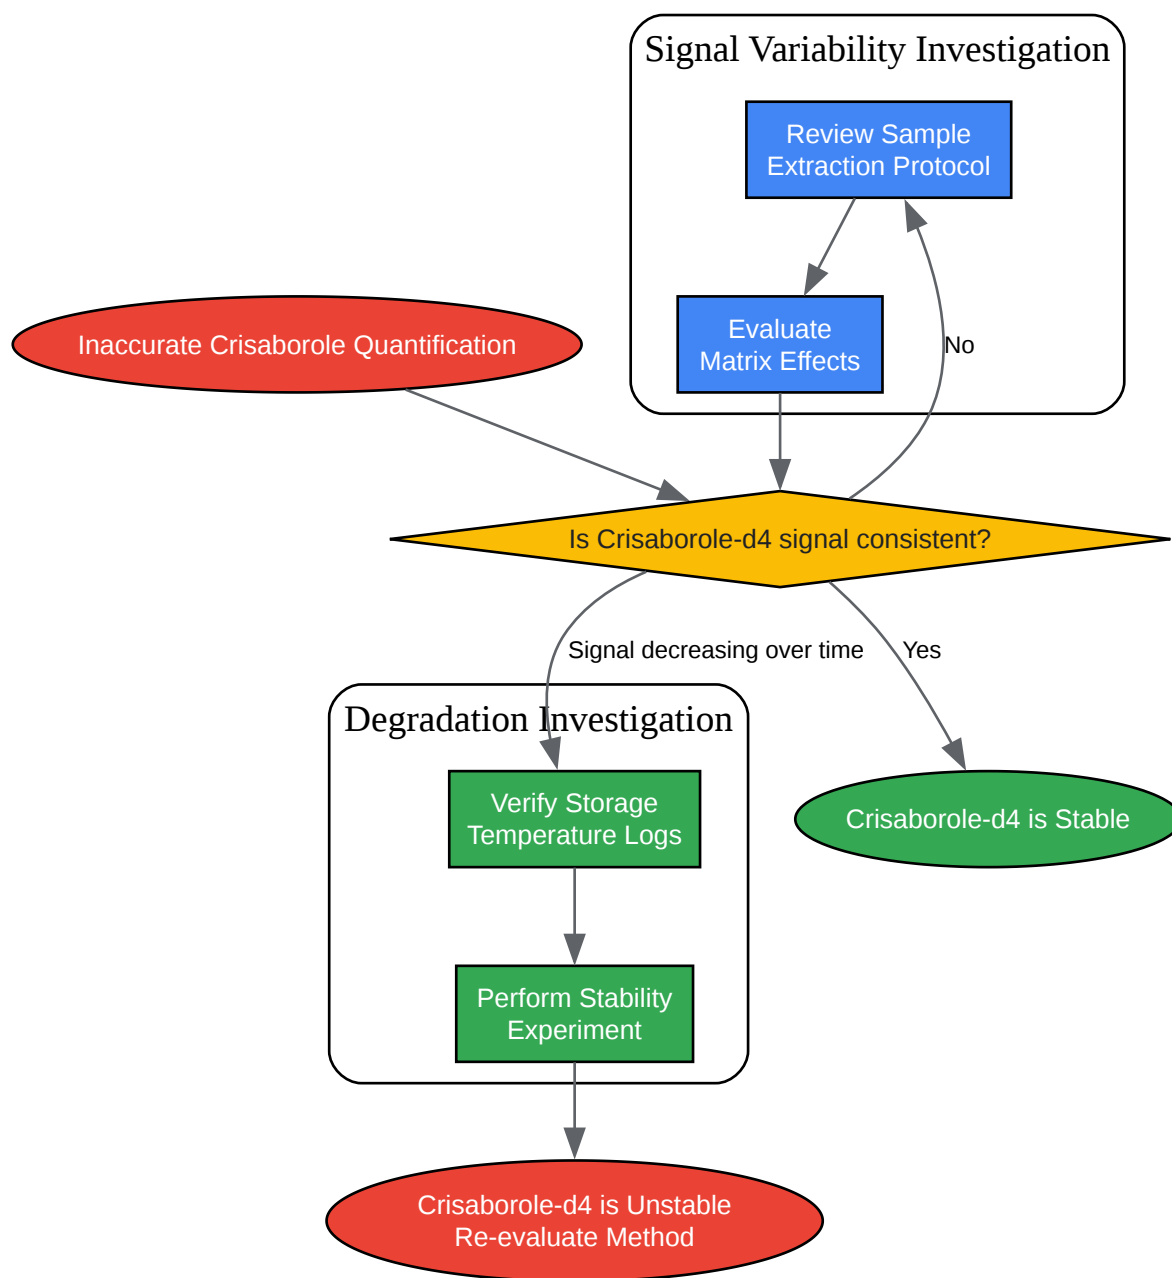 Signal Variability Investigation
Review Sample
Extraction Protocol
Inaccurate Crisaborole Quantification
Evaluate
Matrix Effects
No
Is Crisaborole-d4 signal consistent?
Signal decreasing over time
Yes
Degradation Investigation
Verify Storage
Temperature Logs
Crisaborole-d4 is Stable
Perform Stability
Experiment
Crisaborole-d4 is Unstable
Re-evaluate Method